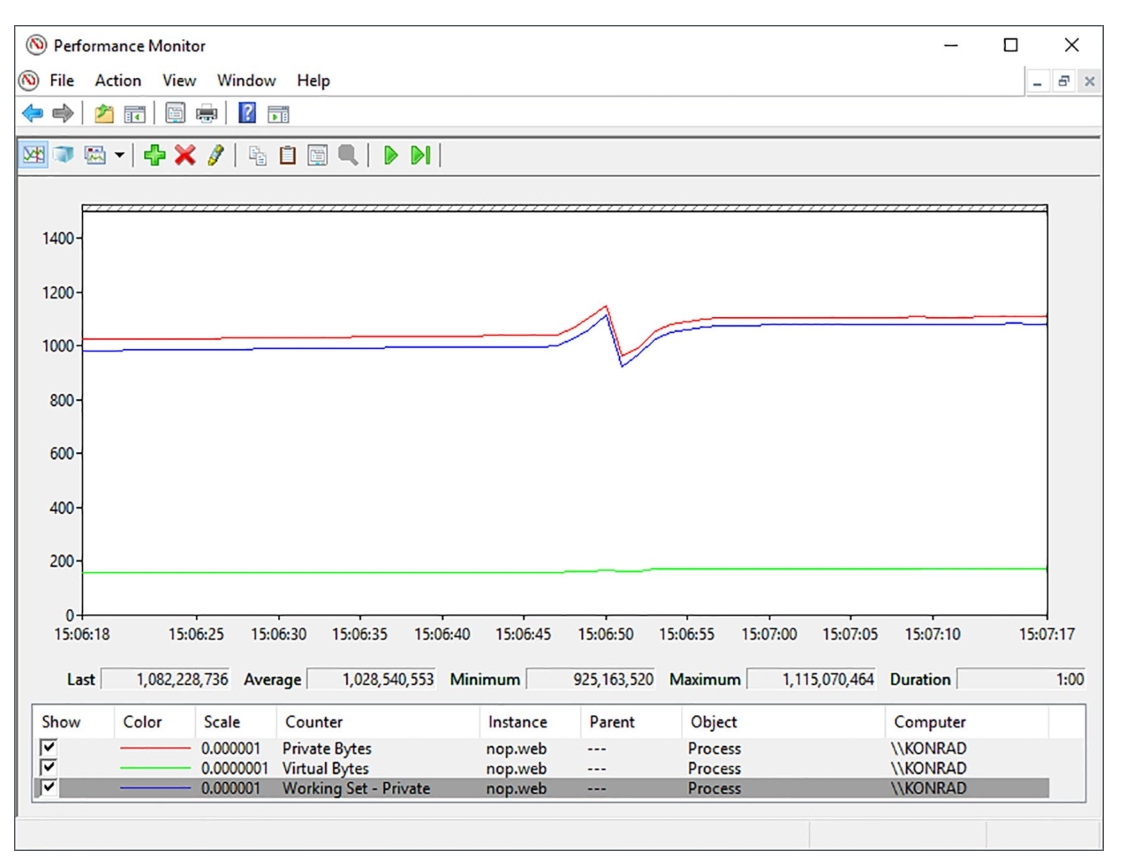 Performance Monitor
File Action View Window Help
1400
1200
1000
800
600
400
200
0
15:06:18 15:06:25 15:06:30 15:06:35 15:06:40 15:06:45 15:06:50 15:06:55 15:07:00 15:07:05 15:07:10 15:07:17
Last 1,082,228,736 Average 1,028,540,553 Minimum 925,163,520 Maximum 1,115,070,464 Duration 1:00
Show Color Scale Counter Instance Parent Object Computer
0.000001 Private Bytes nop.web --- Process \\KONRAD
0.0000001 Virtual Bytes nop.web --- Process \\KONRAD
0.000001 Working Set - Private nop.web --- Process \\KONRAD